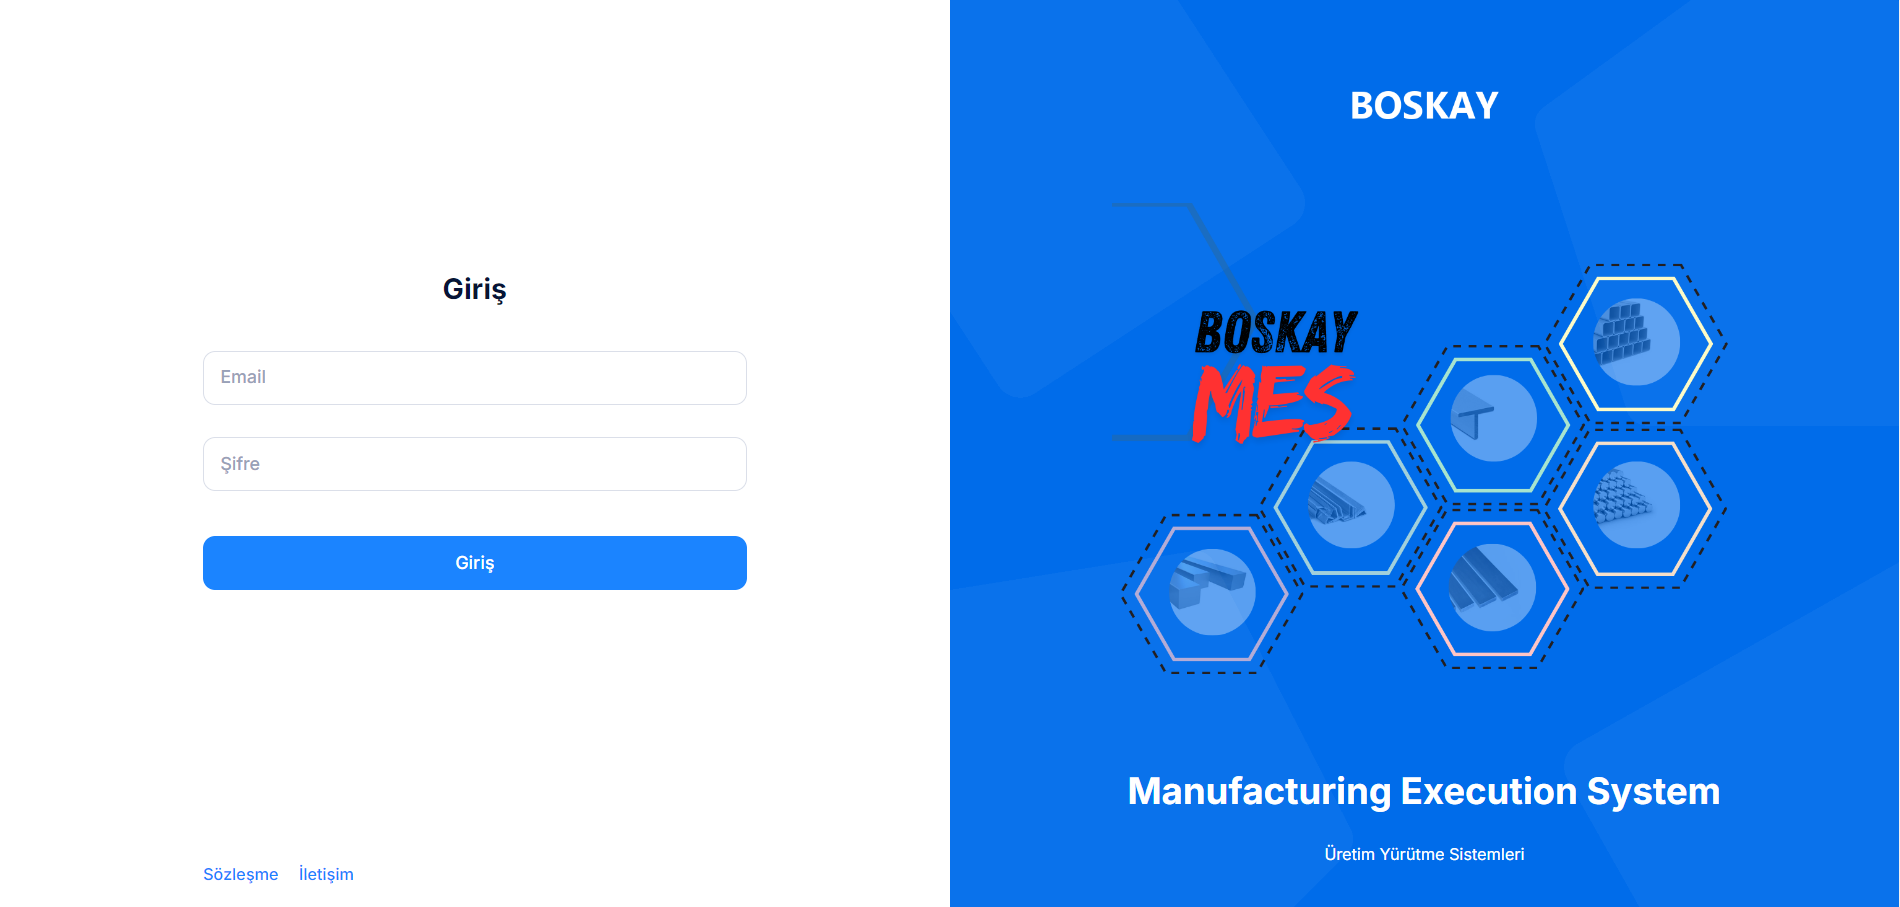 Giriş
Email
Şifre
Giriş
Sözleşme İletişim
BOSKAY
BOSKAY
MES
Manufacturing Execution System
Üretim Yürütme Sistemleri